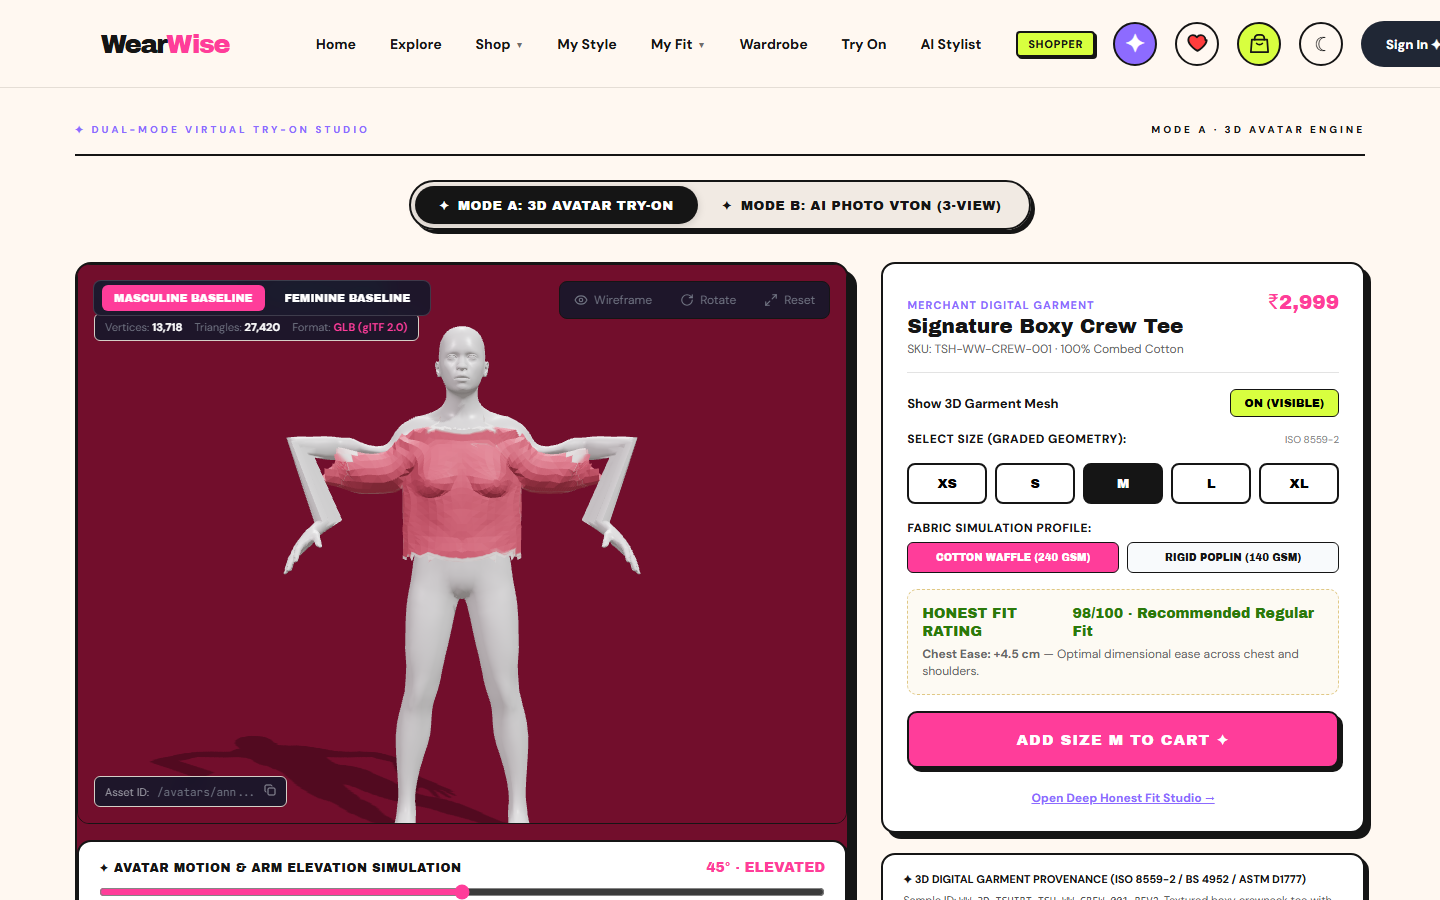 WearWise
Home
Explore
Shop ▼
My Style
My Fit ▼
Wardrobe
Try On
AI Stylist
SHOPPER
Sign In ✦
✦ DUAL-MODE VIRTUAL TRY-ON STUDIO
MODE A · 3D AVATAR ENGINE
✦ MODE A: 3D AVATAR TRY-ON
✦ MODE B: AI PHOTO VTON (3-VIEW)
MASCULINE BASELINE
FEMININE BASELINE
Wireframe
Rotate
Reset
Vertices: 13,718 Triangles: 27,420 Format: GLB (glTF 2.0)
Asset ID: /avatars/ann...
✦ AVATAR MOTION & ARM ELEVATION SIMULATION
45° · ELEVATED
MERCHANT DIGITAL GARMENT
₹2,999
Signature Boxy Crew Tee
SKU: TSH-WW-CREW-001 · 100% Combed Cotton
Show 3D Garment Mesh
ON (VISIBLE)
SELECT SIZE (GRADED GEOMETRY):
ISO 8559-2
XS
S
M
L
XL
FABRIC SIMULATION PROFILE:
COTTON WAFFLE (240 GSM)
RIGID POPLIN (140 GSM)
HONEST FIT RATING
98/100 · Recommended Regular Fit
Chest Ease: +4.5 cm — Optimal dimensional ease across chest and
shoulders.
ADD SIZE M TO CART ✦
Open Deep Honest Fit Studio →
✦ 3D DIGITAL GARMENT PROVENANCE (ISO 8559-2 / BS 4952 / ASTM D1777)